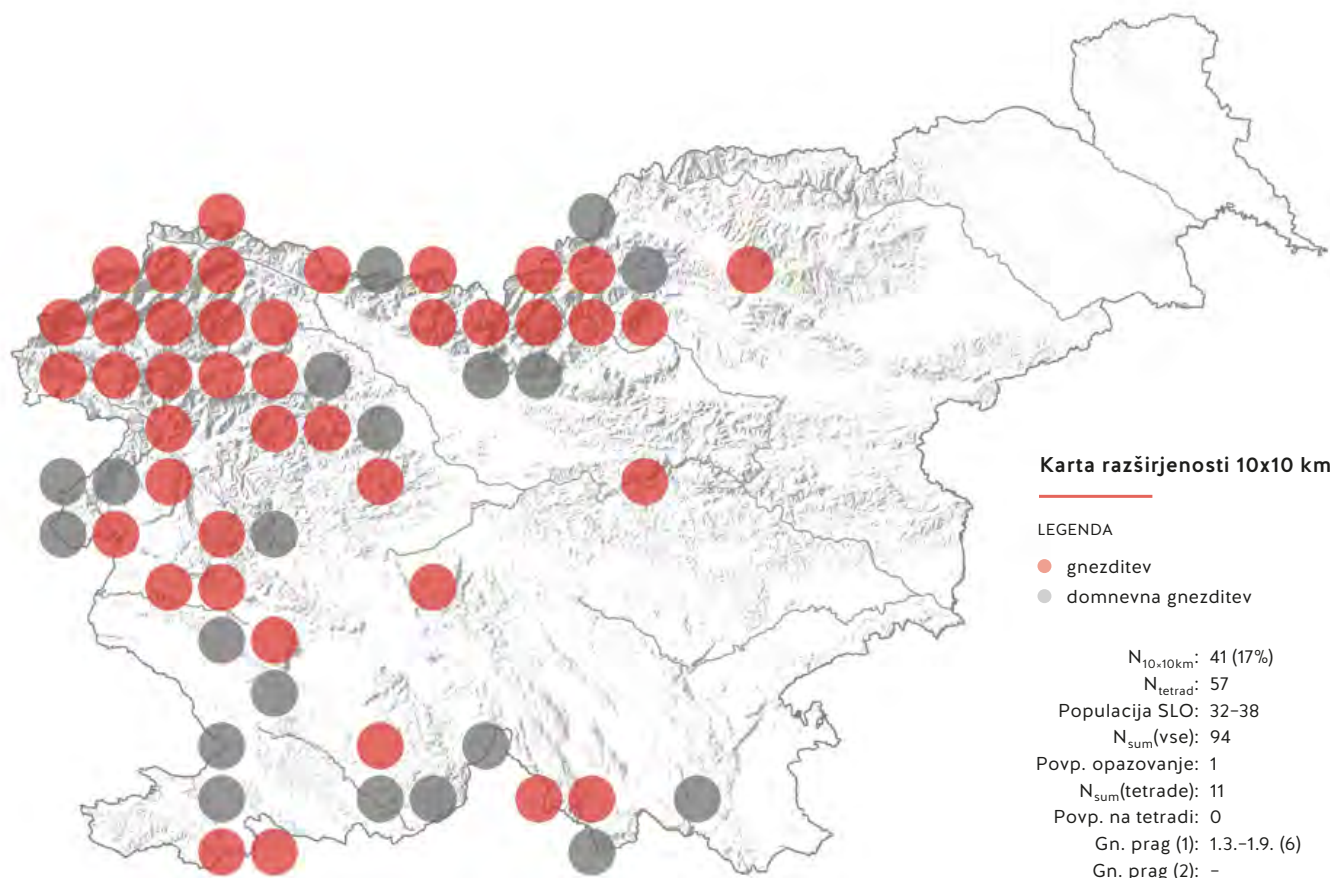 Karta razširjenosti 10x10 km
LEGENDA
gnezditev
domnevna gnezditev
N10×10km: 41 (17%)
Ntetrad: 57
Populacija SLO: 32–38
Nsum(vse): 94
Povp. opazovanje: 1
Nsum(tetrade): 11
Povp. na tetradi: 0
Gn. prag (1): 1.3.–1.9. (6)
Gn. prag (2): –